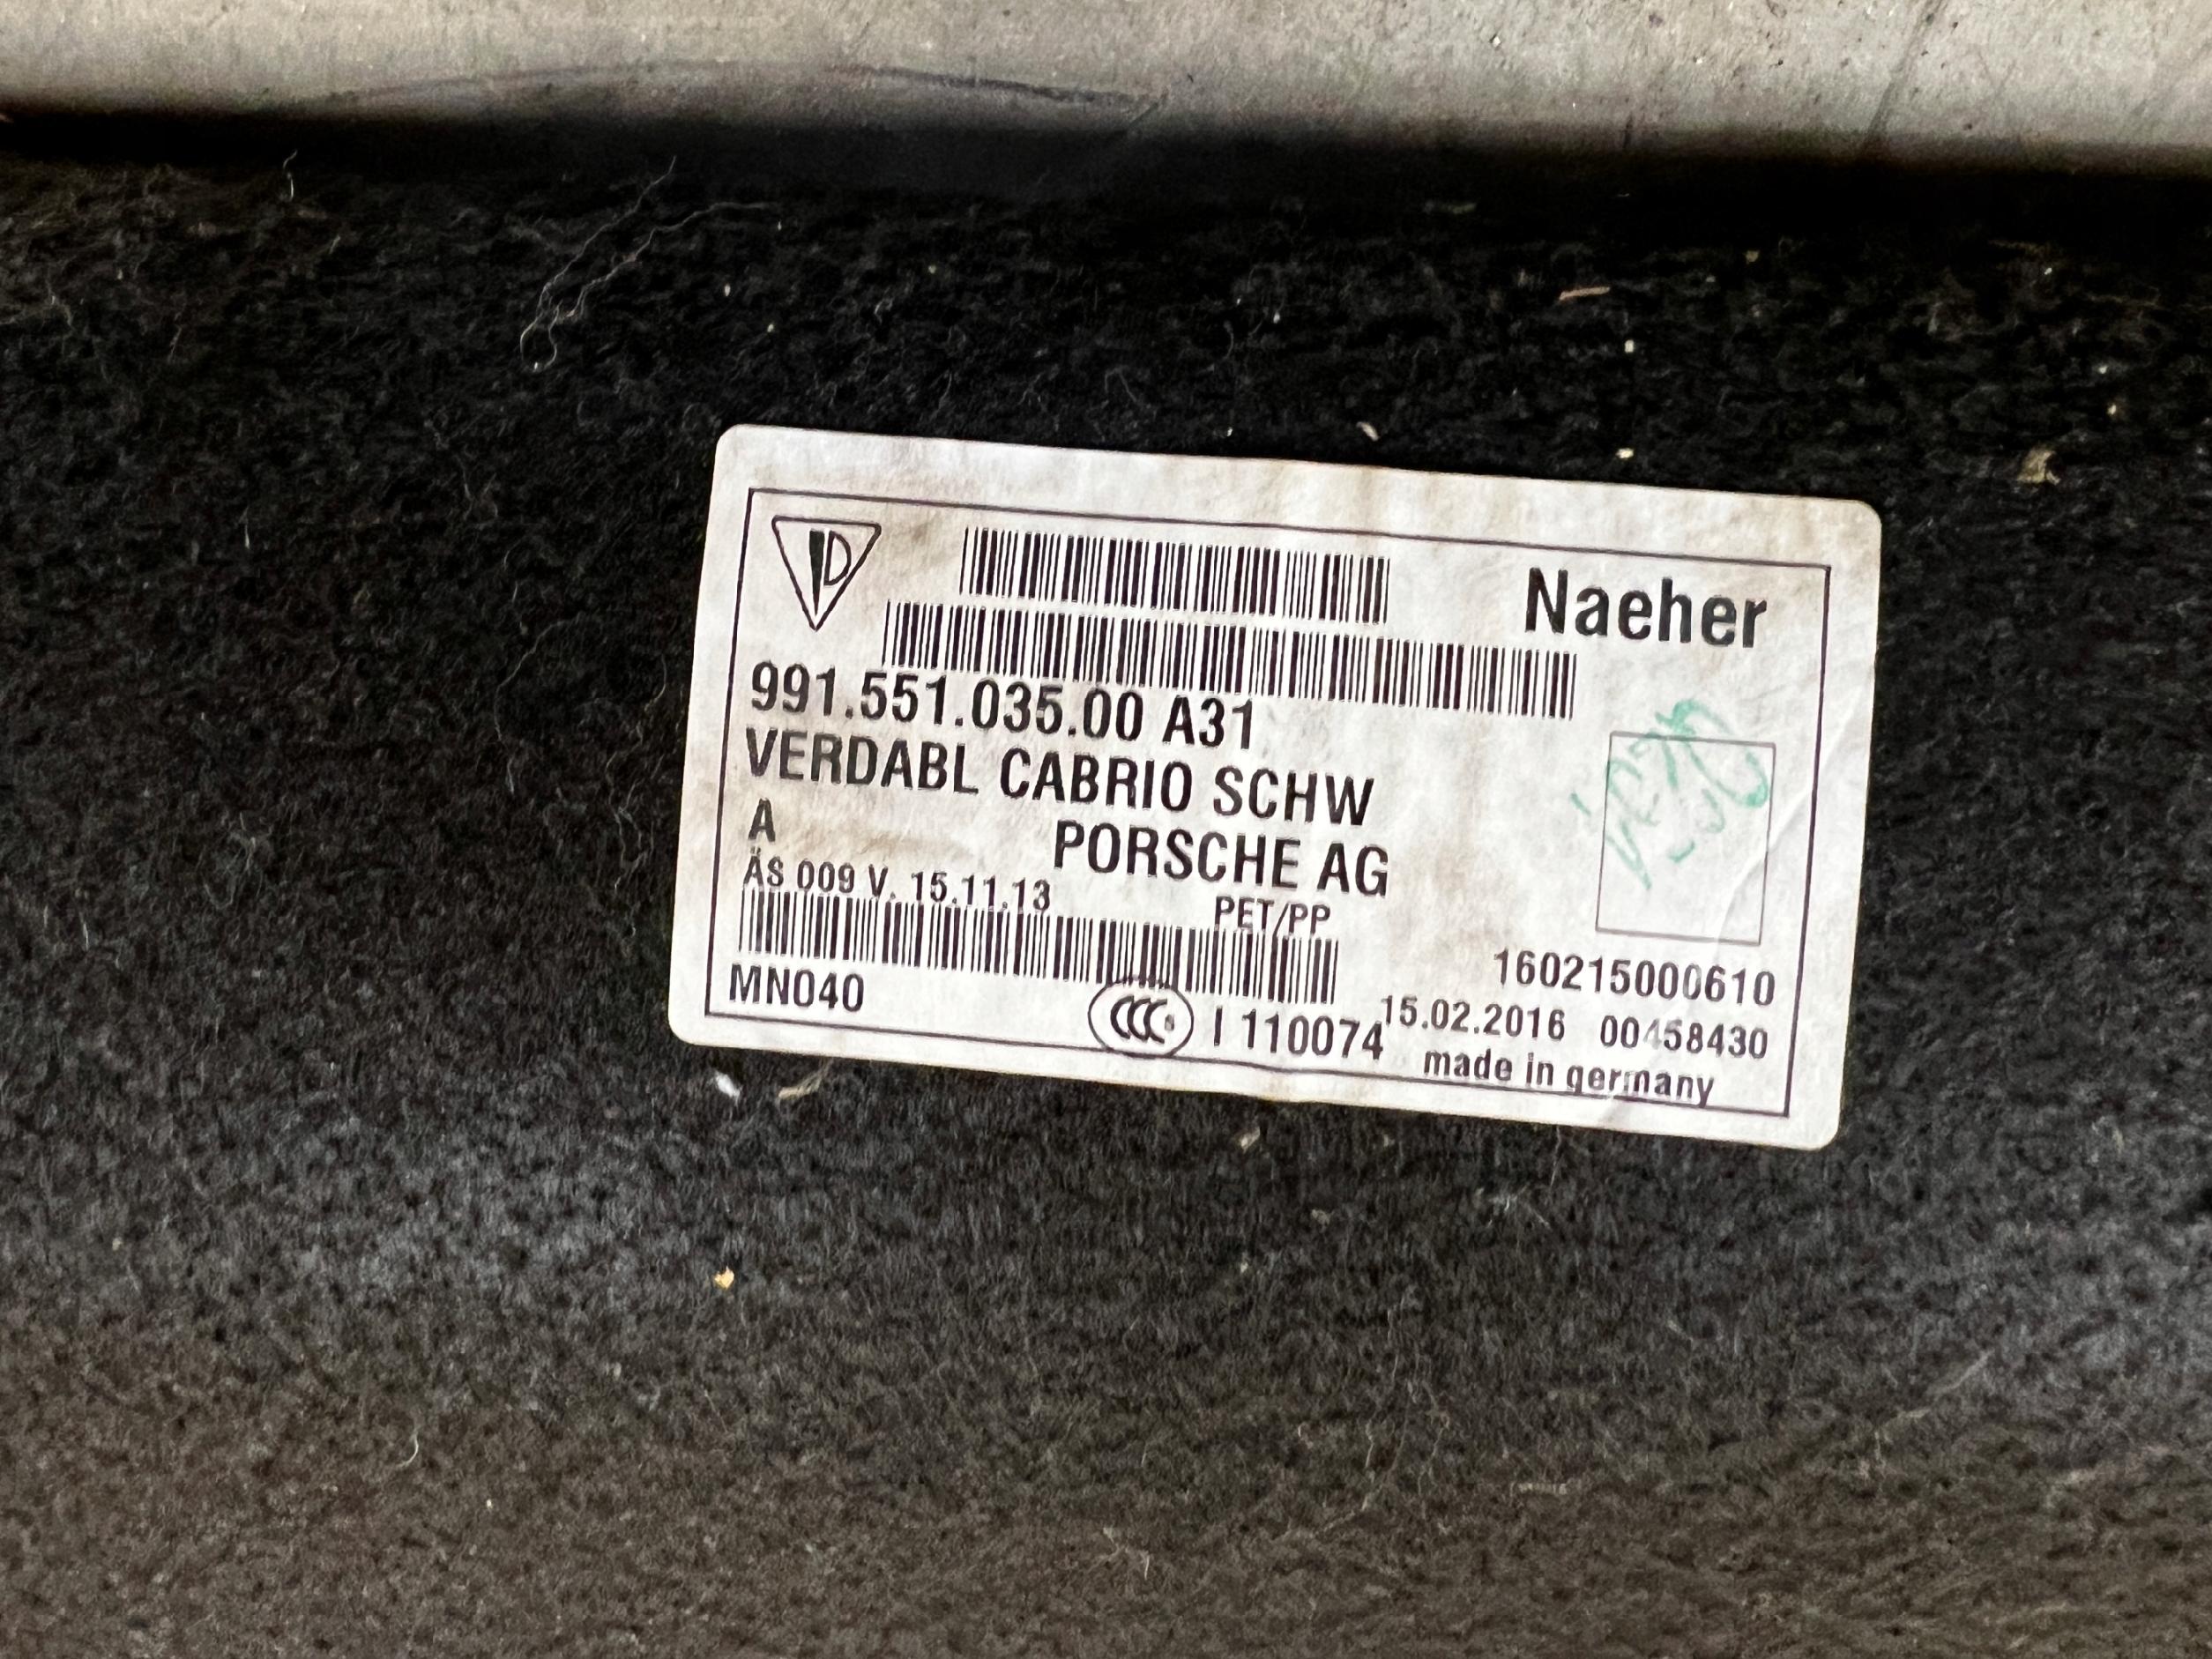 Naeher
991.551.035.00 A31
VERDABL CABRIO SCHW
A
PORSCHE AG
ÄS 009 V. 15.11.13
PET/PP
160215000610
MN040
CCC
I 110074
15.02.2016 00458430
made in germany